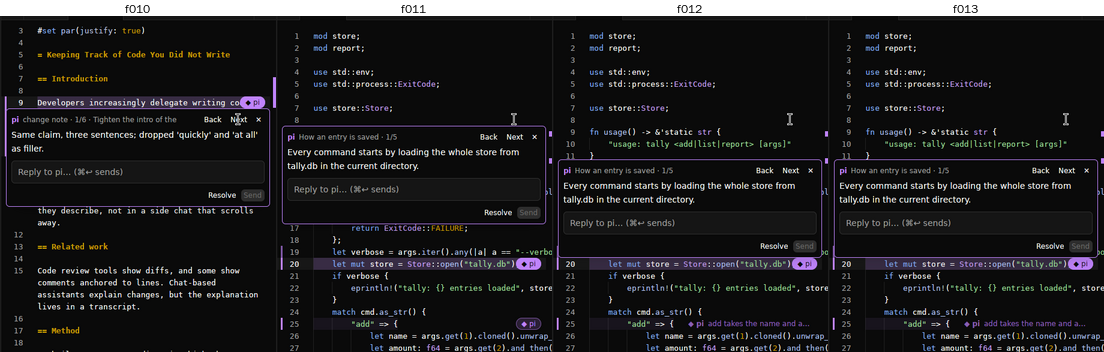 f010
3 #set par(justify: true)
4
5 = Keeping Track of Code You Did Not Write
6
7 == Introduction
8
9 Developers increasingly delegate writing co ◆ pi
pi change note · 1/6 · Tighten the intro of the Back Next ×
Same claim, three sentences; dropped 'quickly' and 'at all'
as filler.
Reply to pi... (⌘↩ sends)
Resolve Send
they describe, not in a side chat that scrolls
away.
12
13 == Related work
14
15 Code review tools show diffs, and some show
comments anchored to lines. Chat-based
assistants explain changes, but the explanation
lives in a transcript.
16
17 == Method
18
f011
1 mod store;
2 mod report;
3
4 use std::env;
5 use std::process::ExitCode;
6
7 use store::Store;
8
pi How an entry is saved · 1/5 Back Next ×
Every command starts by loading the whole store from
tally.db in the current directory.
Reply to pi... (⌘↩ sends)
Resolve Send
17 return ExitCode::FAILURE;
18 };
19 let verbose = args.iter().any(|a| a == "--verbo
20 let mut store = Store::open("tally.db") ◆ pi
21 if verbose {
22 eprintln!("tally: {} entries loaded", store
23 }
24 match cmd.as_str() {
25 "add" => { ◆ pi
26 let name = args.get(1).cloned().unwrap_
27 let amount: f64 = args.get(2).and_then(
f012
1 mod store;
2 mod report;
3
4 use std::env;
5 use std::process::ExitCode;
6
7 use store::Store;
8
9 fn usage() -> &'static str {
10 "usage: tally <add|list|report> [args]"
11 }
pi How an entry is saved · 1/5 Back Next ×
Every command starts by loading the whole store from
tally.db in the current directory.
Reply to pi... (⌘↩ sends)
Resolve Send
20 let mut store = Store::open("tally.db") ◆ pi
21 if verbose {
22 eprintln!("tally: {} entries loaded", store
23 }
24 match cmd.as_str() {
25 "add" => { ◆ pi add takes the name and a...
26 let name = args.get(1).cloned().unwrap_
27 let amount: f64 = args.get(2).and_then(
f013
1 mod store;
2 mod report;
3
4 use std::env;
5 use std::process::ExitCode;
6
7 use store::Store;
8
9 fn usage() -> &'static str {
10 "usage: tally <add|list|report> [args]"
11 }
pi How an entry is saved · 1/5 Back Next ×
Every command starts by loading the whole store from
tally.db in the current directory.
Reply to pi... (⌘↩ sends)
Resolve Send
20 let mut store = Store::open("tally.db") ◆ pi
21 if verbose {
22 eprintln!("tally: {} entries loaded", store
23 }
24 match cmd.as_str() {
25 "add" => { ◆ pi add takes the name and a...
26 let name = args.get(1).cloned().unwrap_
27 let amount: f64 = args.get(2).and_then(